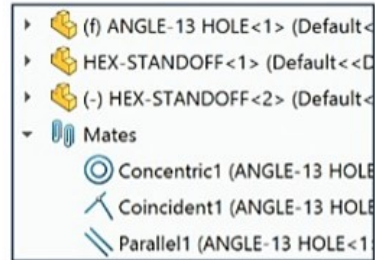 (f) ANGLE-13 HOLE<1> (Default<
HEX-STANDOFF<1> (Default<<D
(-) HEX-STANDOFF<2> (Default<
Mates
Concentric1 (ANGLE-13 HOLE
Coincident1 (ANGLE-13 HOLE
Parallel1 (ANGLE-13 HOLE<1